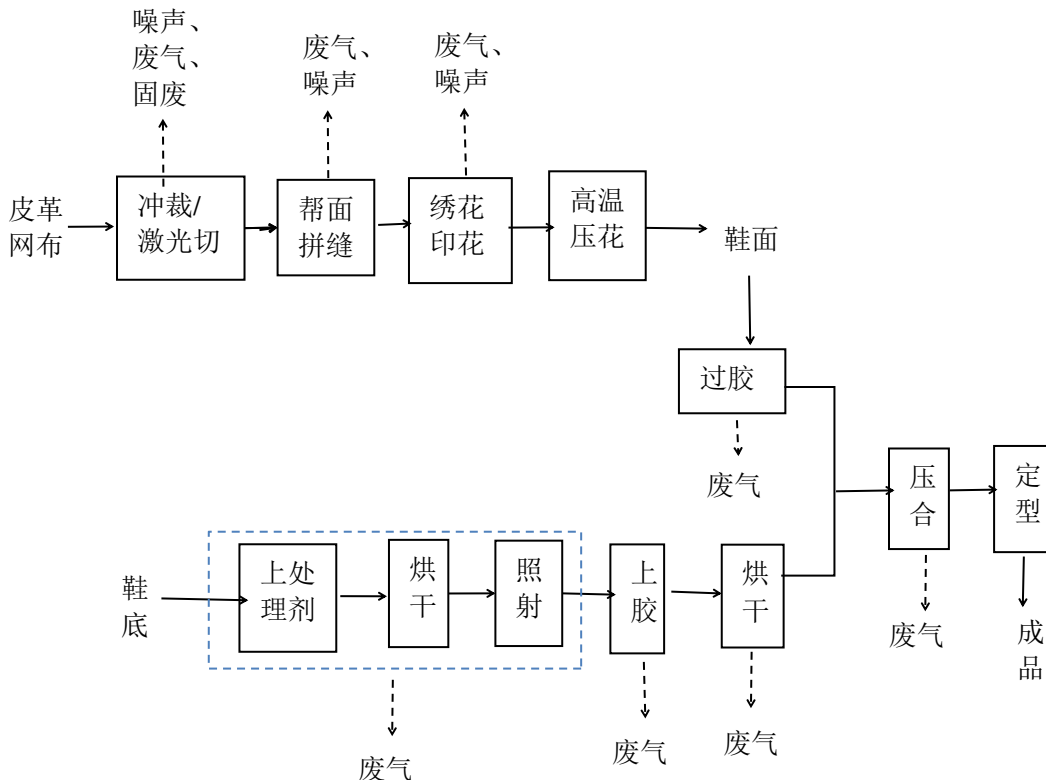 噪声、
废气、
固废
废气、
噪声
废气、
噪声
皮革
网布
冲裁/
激光切
帮面
拼缝
绣花
印花
高温
压花
鞋面
过胶
废气
压
合
定
型
鞋
底
上处
理剂
烘
干
照
射
上
胶
烘
干
废气
成
品
废气
废气
废气